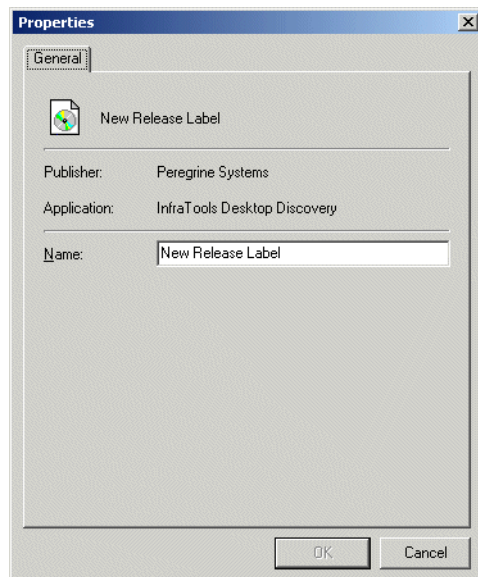 Properties
General
New Release Label
Publisher: Peregrine Systems
Application: InfraTools Desktop Discovery
Name: New Release Label
OK Cancel